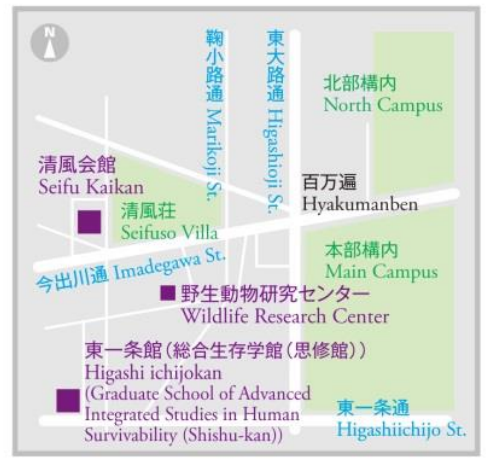 N
鞠小路通 Marikoji St.
東大路通 Higashioji St.
北部構内
North Campus
清風会館
Seifu Kaikan
百万遍
Hyakumanben
清風荘
Seifuso Villa
本部構内
Main Campus
今出川通 Imadegawa St.
野生動物研究センター
Wildlife Research Center
東一条館（総合生存学館（思修館））
Higashi ichijokan
(Graduate School of Advanced
Integrated Studies in Human
Survivability (Shishu-kan))
東一条通
Higashiichijo St.